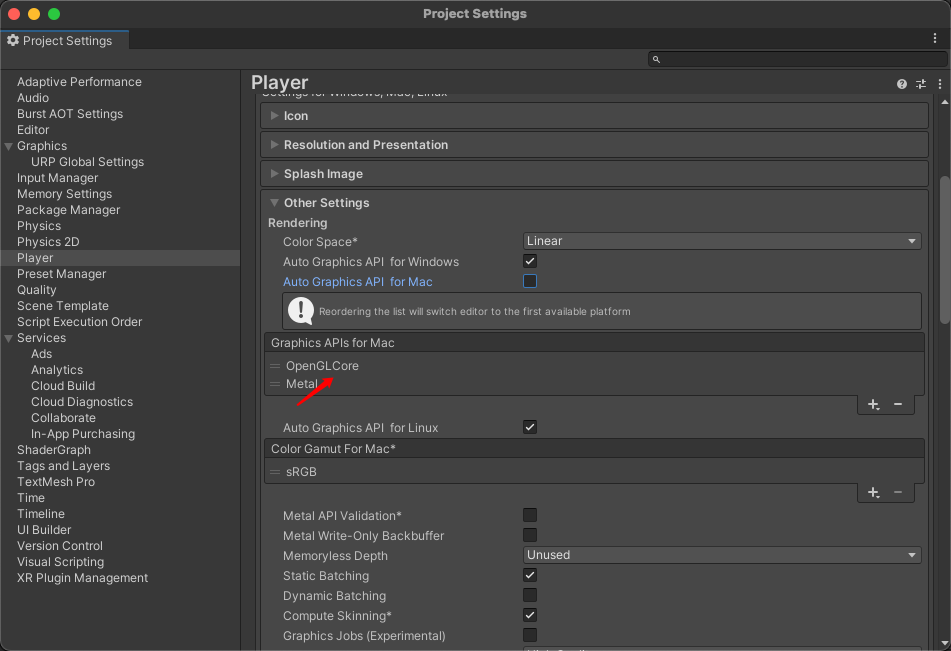 Project Settings
Project Settings
Adaptive Performance
Audio
Burst AOT Settings
Editor
Graphics
URP Global Settings
Input Manager
Memory Settings
Package Manager
Physics
Physics 2D
Player
Preset Manager
Quality
Scene Template
Script Execution Order
Services
Ads
Analytics
Cloud Build
Cloud Diagnostics
Collaborate
In-App Purchasing
ShaderGraph
Tags and Layers
TextMesh Pro
Time
Timeline
UI Builder
Version Control
Visual Scripting
XR Plugin Management
Player
Settings for Windows, Mac, Linux
Icon
Resolution and Presentation
Splash Image
Other Settings
Rendering
Color Space* Linear
Auto Graphics API for Windows
Auto Graphics API for Mac
Reordering the list will switch editor to the first available platform
Graphics APIs for Mac
OpenGLCore
Metal
Auto Graphics API for Linux
Color Gamut For Mac*
sRGB
Metal API Validation*
Metal Write-Only Backbuffer
Memoryless Depth Unused
Static Batching
Dynamic Batching
Compute Skinning*
Graphics Jobs (Experimental)